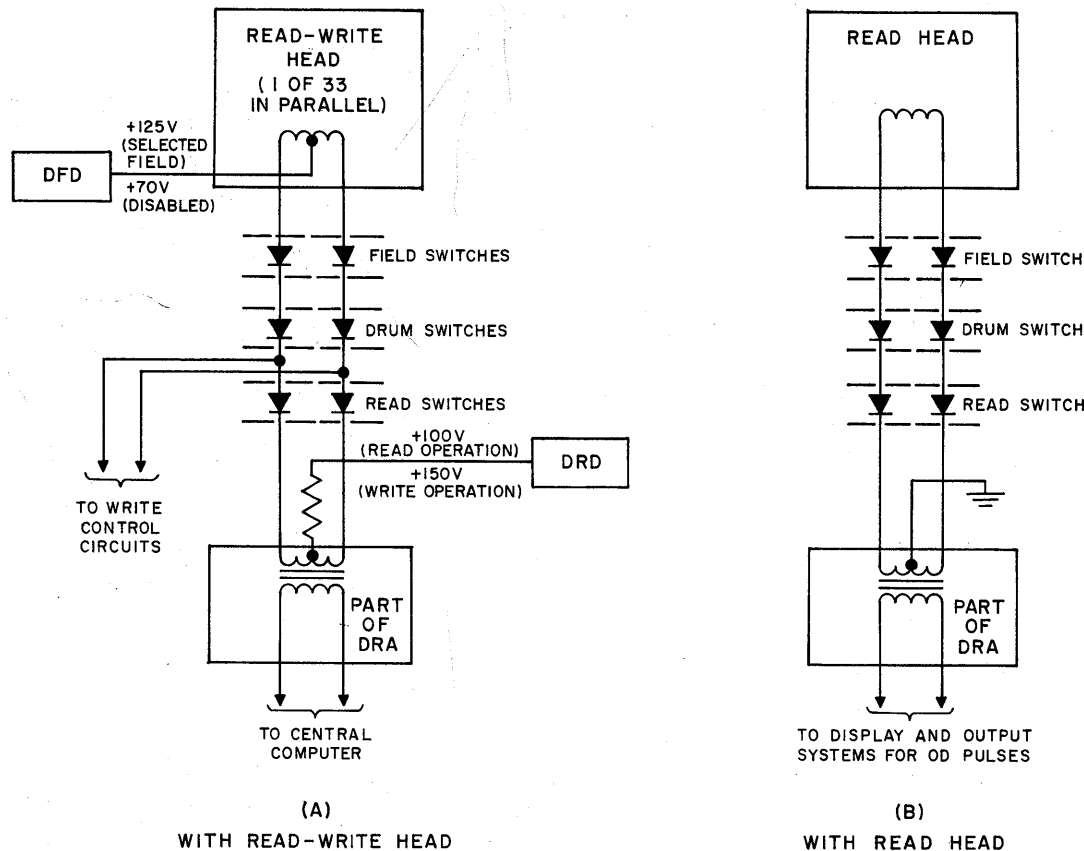 READ-WRITE
HEAD
(1 OF 33
IN PARALLEL)
+125V
(SELECTED
FIELD)
DFD
+70V
(DISABLED)
FIELD SWITCHES
DRUM SWITCHES
READ SWITCHES
+100V
(READ OPERATION)
DRD
+150V
(WRITE OPERATION)
TO WRITE
CONTROL
CIRCUITS
PART
OF
DRA
TO CENTRAL
COMPUTER
(A)
WITH READ-WRITE HEAD
READ HEAD
FIELD SWITCH
DRUM SWITCH
READ SWITCH
PART
OF
DRA
TO DISPLAY AND OUTPUT
SYSTEMS FOR OD PULSES
(B)
WITH READ HEAD